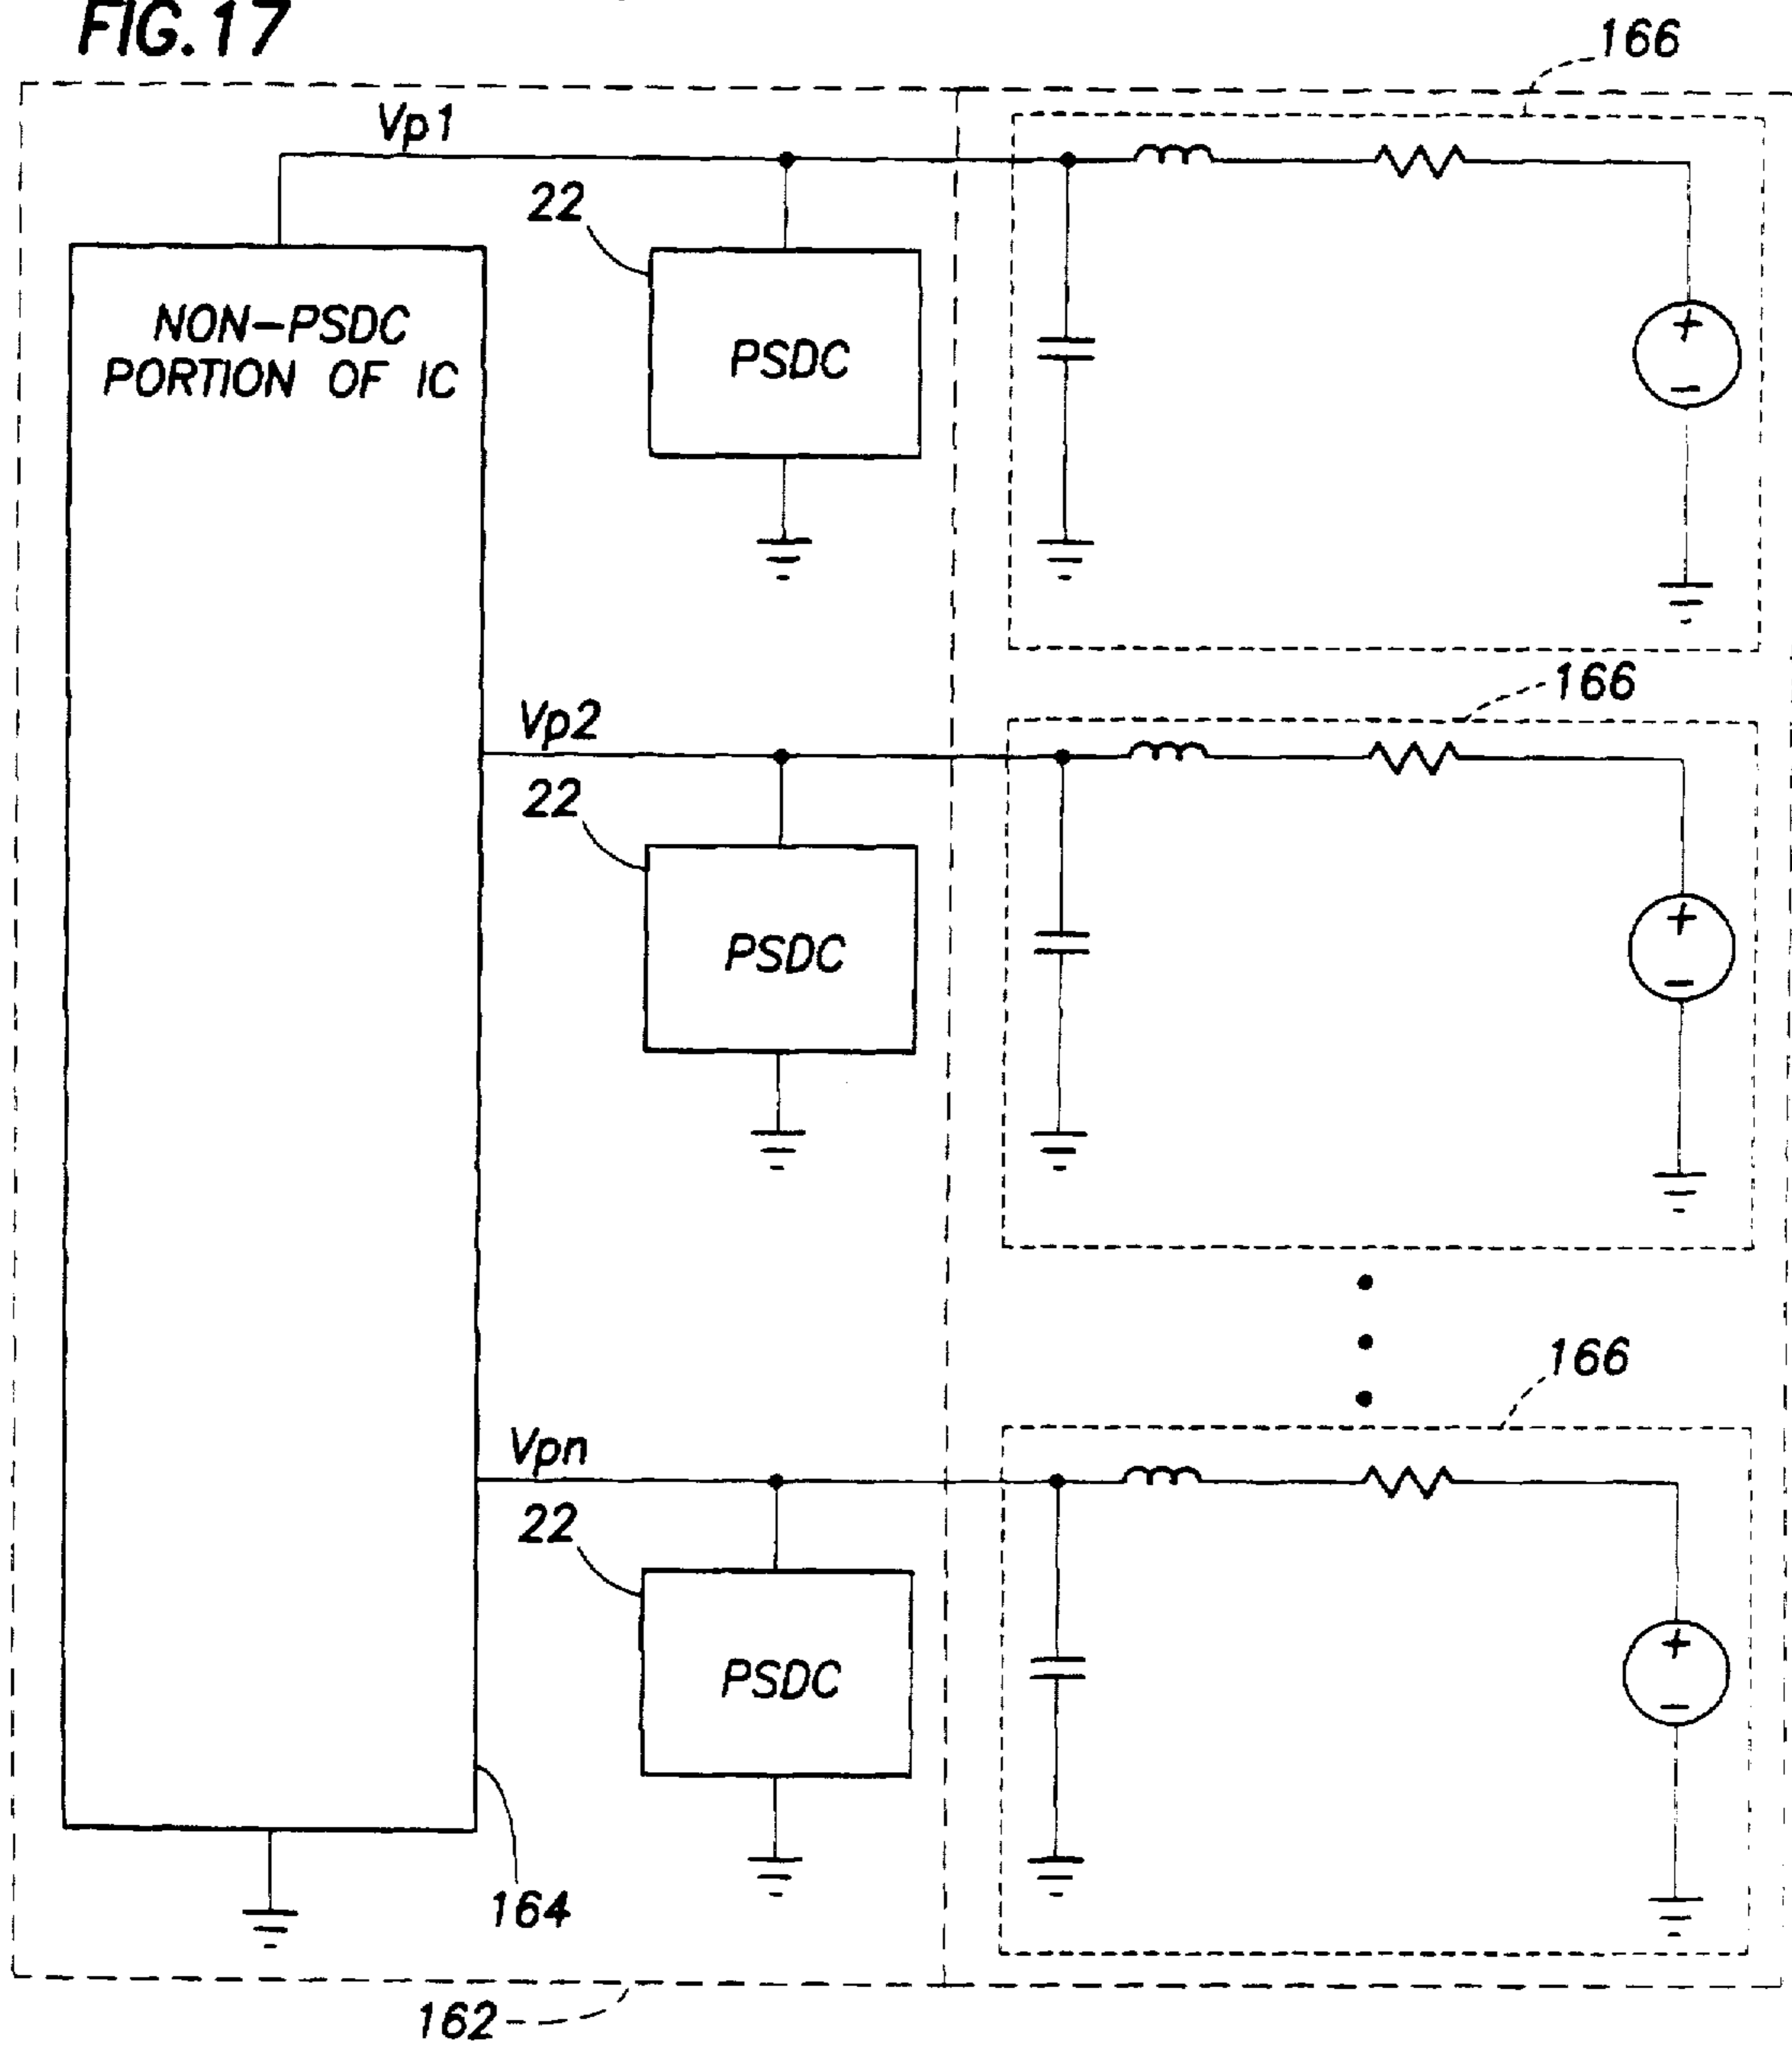 FIG. 17
166
Vp1
22
NON-PSDC
PORTION OF IC
PSDC
+
-
166
Vp2
22
PSDC
+
-
166
Vpn
22
PSDC
+
-
164
162